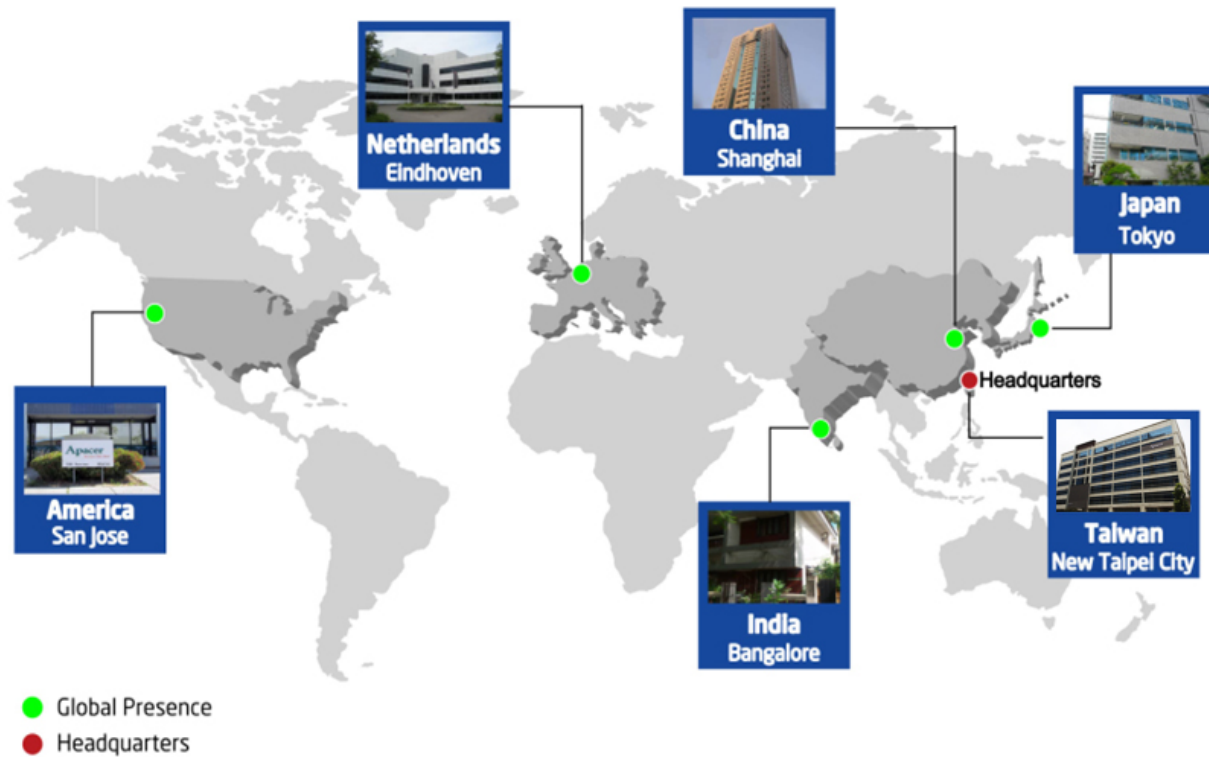 Netherlands
Eindhoven
China
Shanghai
Japan
Tokyo
Headquarters
Apacer
America
San Jose
Taiwan
New Taipei City
India
Bangalore
Global Presence
Headquarters